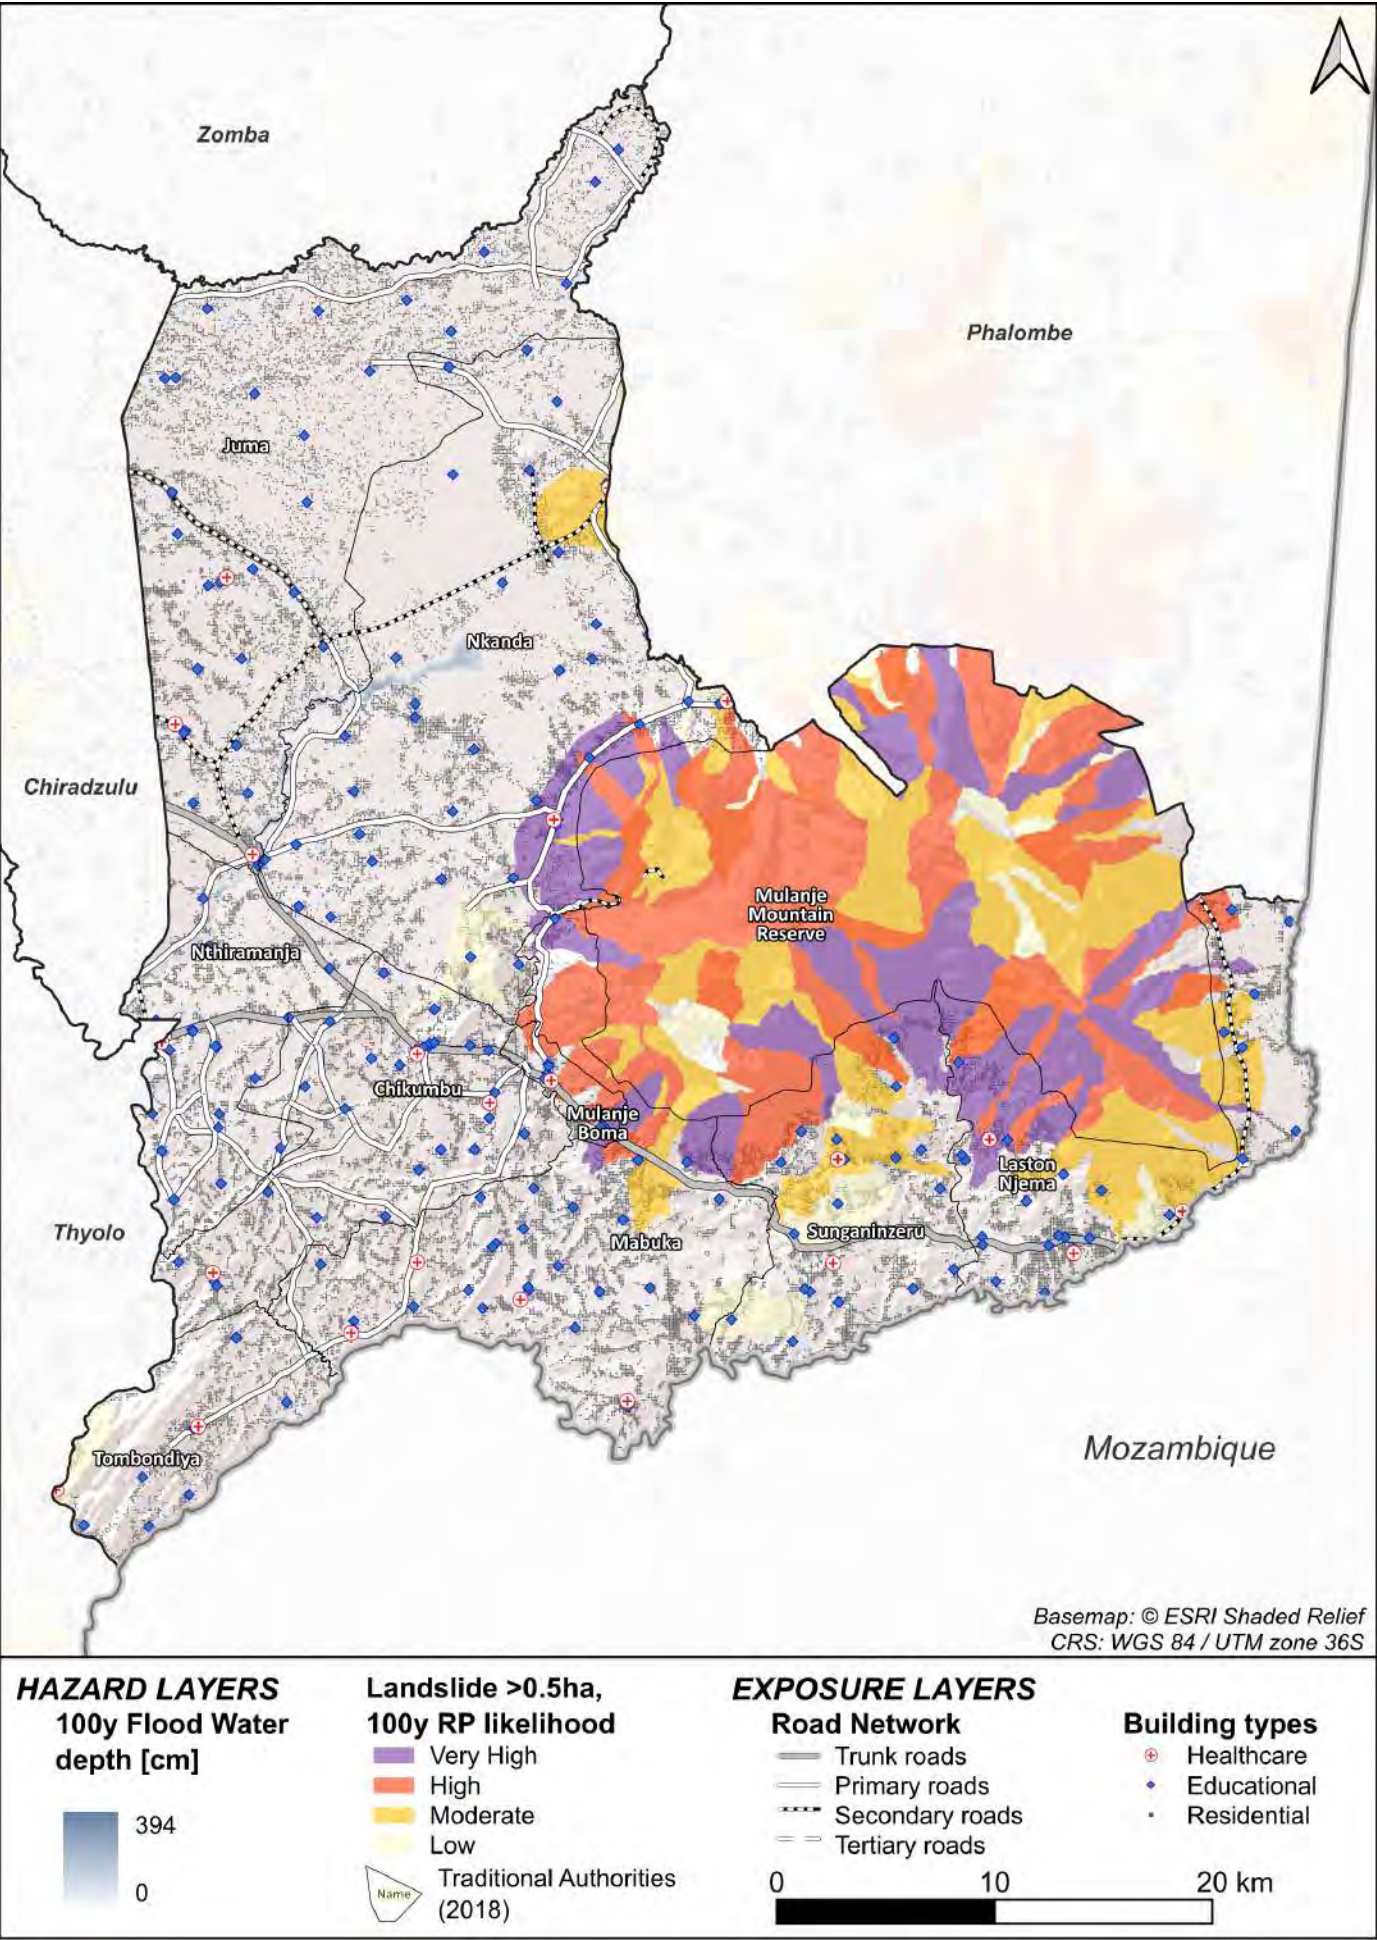 Zomba
Phalombe
Juma
Nkanda
Chiradzulu
Mulanje
Mountain
Reserve
Nthiramanja
Chikumbu
Mulanje
Boma
Laston
Njema
Thyolo
Sunganinzeru
Mabuka
Mozambique
Tombondiya
Basemap: © ESRI Shaded Relief
CRS: WGS 84 / UTM zone 36S
HAZARD LAYERS
100y Flood Water
depth [cm]
394
0
Landslide >0.5ha,
100y RP likelihood
Very High
High
Moderate
Low
Name
Traditional Authorities
(2018)
EXPOSURE LAYERS
Road Network
Trunk roads
Primary roads
Secondary roads
Tertiary roads
Building types
Healthcare
Educational
Residential
0 10 20 km